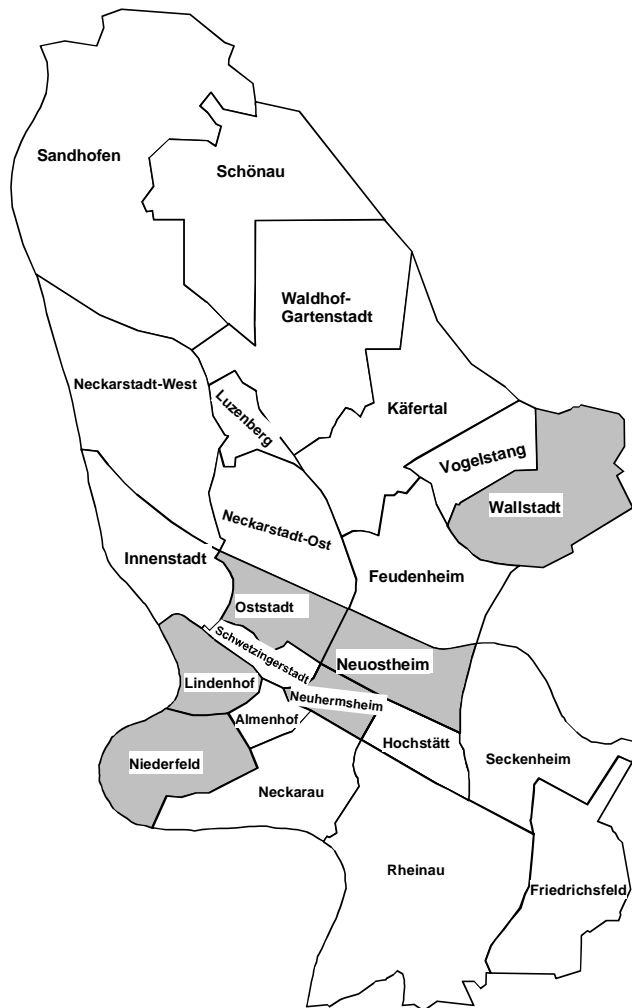 Sandhofen
Schönau
Waldhof-
Gartenstadt
Neckarstadt-West
Luzenberg
Käfertal
Vogelstang
Wallstadt
Neckarstadt-Ost
Innenstadt
Feudenheim
Oststadt
Schwetzingerstadt
Neuostheim
Lindenhof
Neuhermsheim
Almenhof
Hochstätt
Niederfeld
Seckenheim
Neckarau
Rheinau
Friedrichsfeld